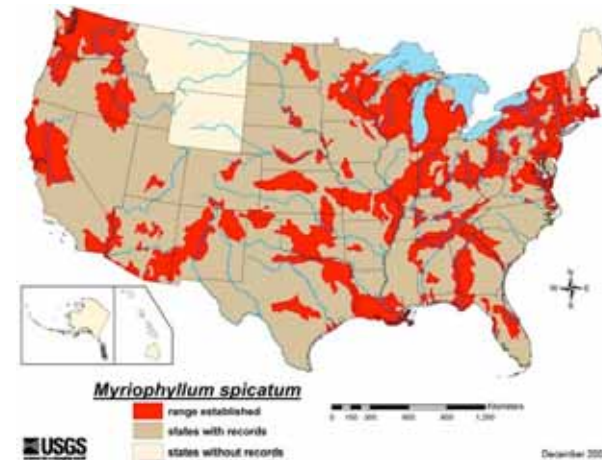 W
E
S
Myriophyllum spicatum
range established
states with records
states without records
Kilometers
USGS